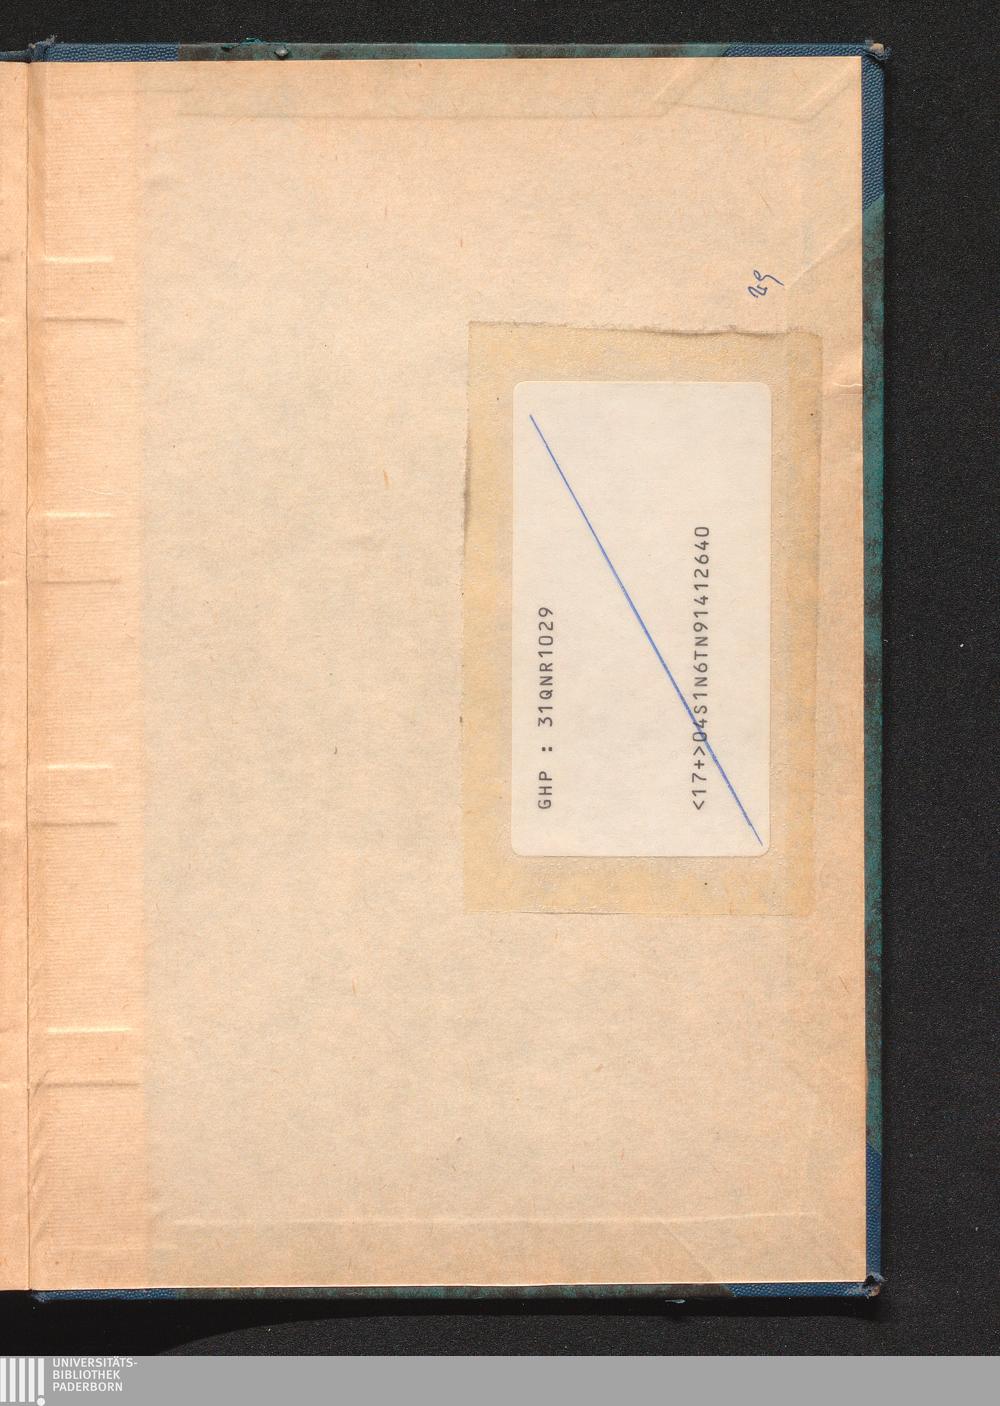 GHP : 31QNR1029
<17+>04S1N6TN91412640
UNIVERSITÄTS-
BIBLIOTHEK
PADERBORN